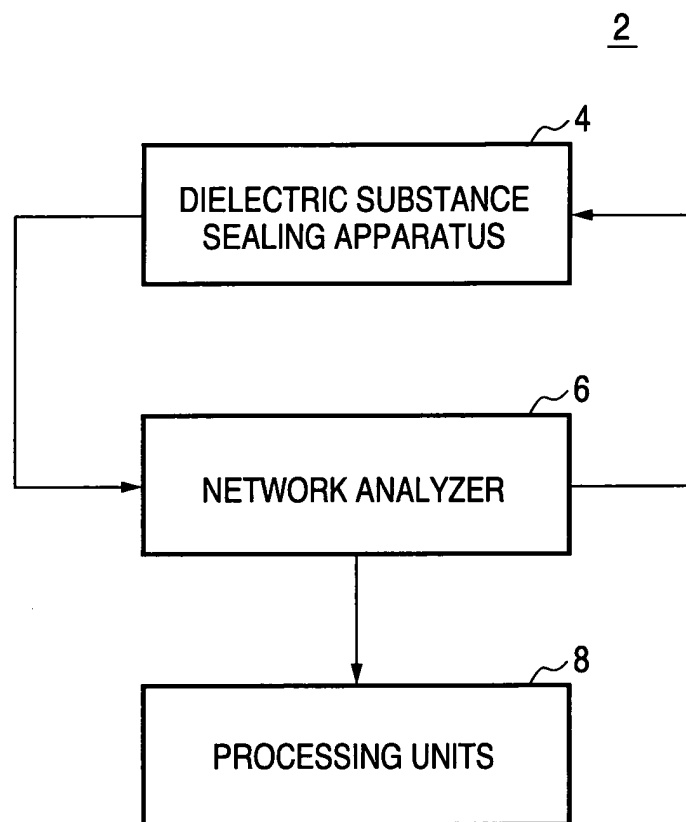 2
4
DIELECTRIC SUBSTANCE
SEALING APPARATUS
6
NETWORK ANALYZER
8
PROCESSING UNITS